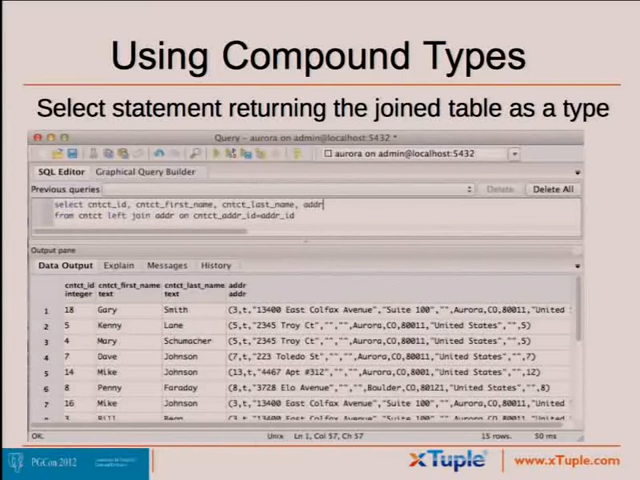 Using Compound Types
Select statement returning the joined table as a type
Query - aurora on admin@localhost:5432 *
aurora on admin@localhost:5432
SQL Editor Graphical Query Builder
Previous queries Delete Delete All
select cntct_id, cntct_first_name, cntct_last_name, addr
from cntct left join addr on cntct_addr_id=addr_id
Output pane
Data Output Explain Messages History
cntct_id cntct_first_name cntct_last_name addr
integer text text addr
1 18 Gary Smith (3,t,"13400 East Colfax Avenue","Suite 100","",Aurora,CO,80011,"United
2 5 Kenny Lane (5,t,"2345 Troy Ct","","",Aurora,CO,80011,"United States","",5)
3 4 Mary Schumacher (5,t,"2345 Troy Ct","","",Aurora,CO,80011,"United States","",5)
4 7 Dave Johnson (7,t,"223 Toledo St","","",Aurora,CO,80011,"United States","",7)
5 14 Mike Johnson (13,t,"4467 Apt #312","","",Aurora,CO,8001,"United States","",12)
6 8 Penny Faraday (8,t,"3728 Elo Avenue","","",Boulder,CO,80121,"United States","",8)
7 16 Mike Johnson (3,t,"13400 East Colfax Avenue","Suite 100","",Aurora,CO,80011,"United
OK. Unix Ln 1, Col 57, Ch 57 15 rows. 50 ms
PGCon 2012 xTuple www.xTuple.com